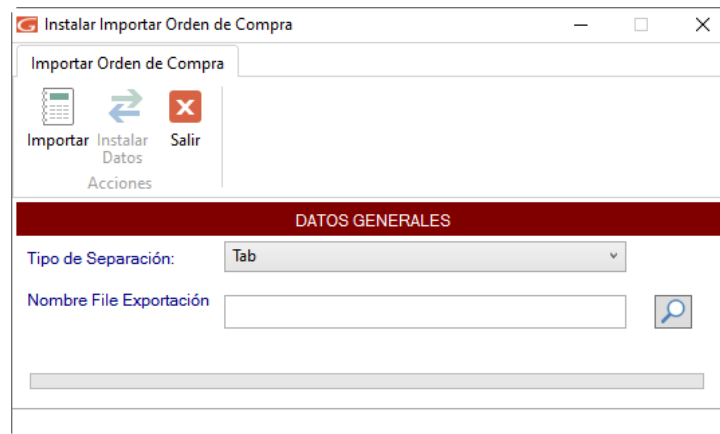 Instalar Importar Orden de Compra
Importar Orden de Compra
Importar Instalar Datos Salir
Acciones
DATOS GENERALES
Tipo de Separación: Tab
Nombre File Exportación